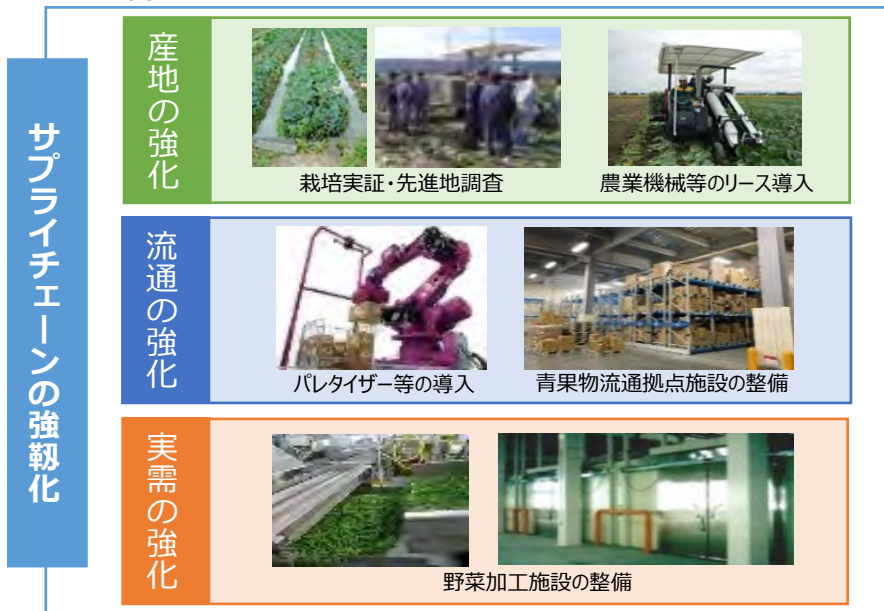 サプライチェーンの強靱化
産地の強化
栽培実証・先進地調査
農業機械等のリース導入
流通の強化
パレタイザー等の導入
青果物流通拠点施設の整備
実需の強化
野菜加工施設の整備